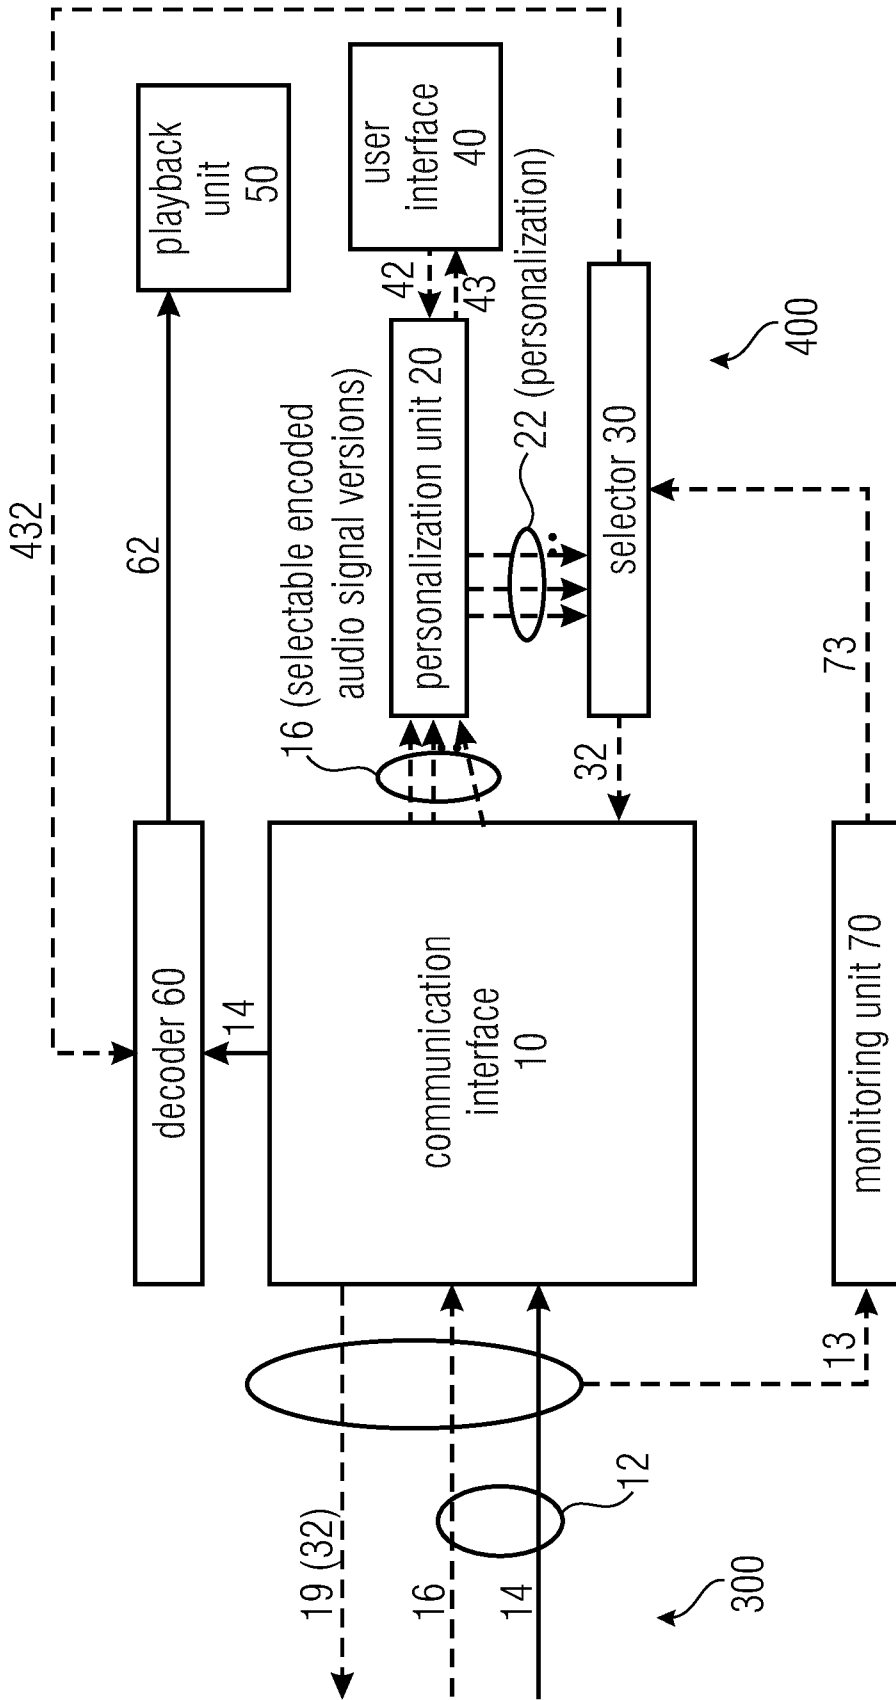 432
62
playback
unit
50
user
interface
40
42
43
16 (selectable encoded
audio signal versions)
personalization unit 20
22 (personalization)
selector 30
400
32
73
decoder 60
14
communication
interface
10
monitoring unit 70
13
19 (32)
16
14
12
300